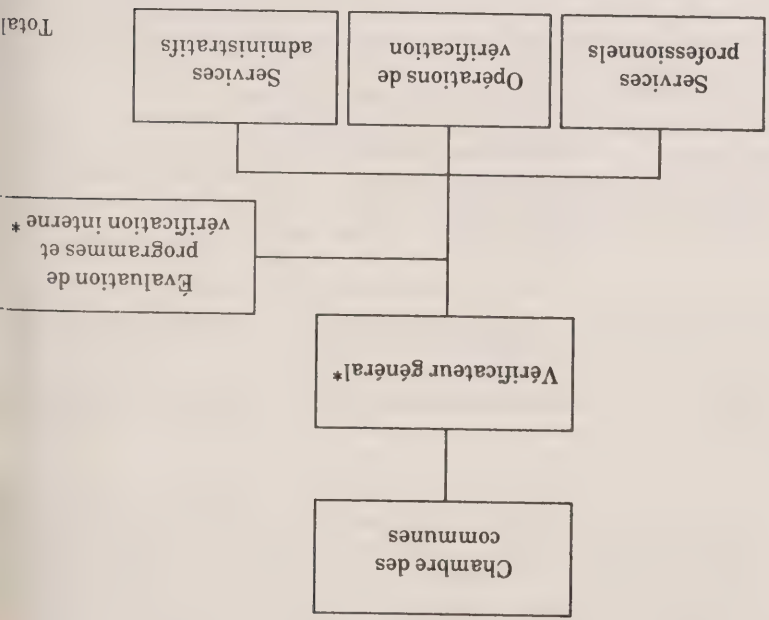 Chambre des
communes
Vérificateur général*
Évaluation de
programmes et
vérification interne *
Services
professionnels
Opérations de
vérification
Services
administratifs
Total